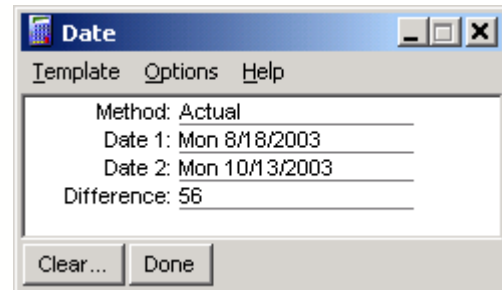 Date
Template Options Help
Method: Actual
Date 1: Mon 8/18/2003
Date 2: Mon 10/13/2003
Difference: 56
Clear... Done